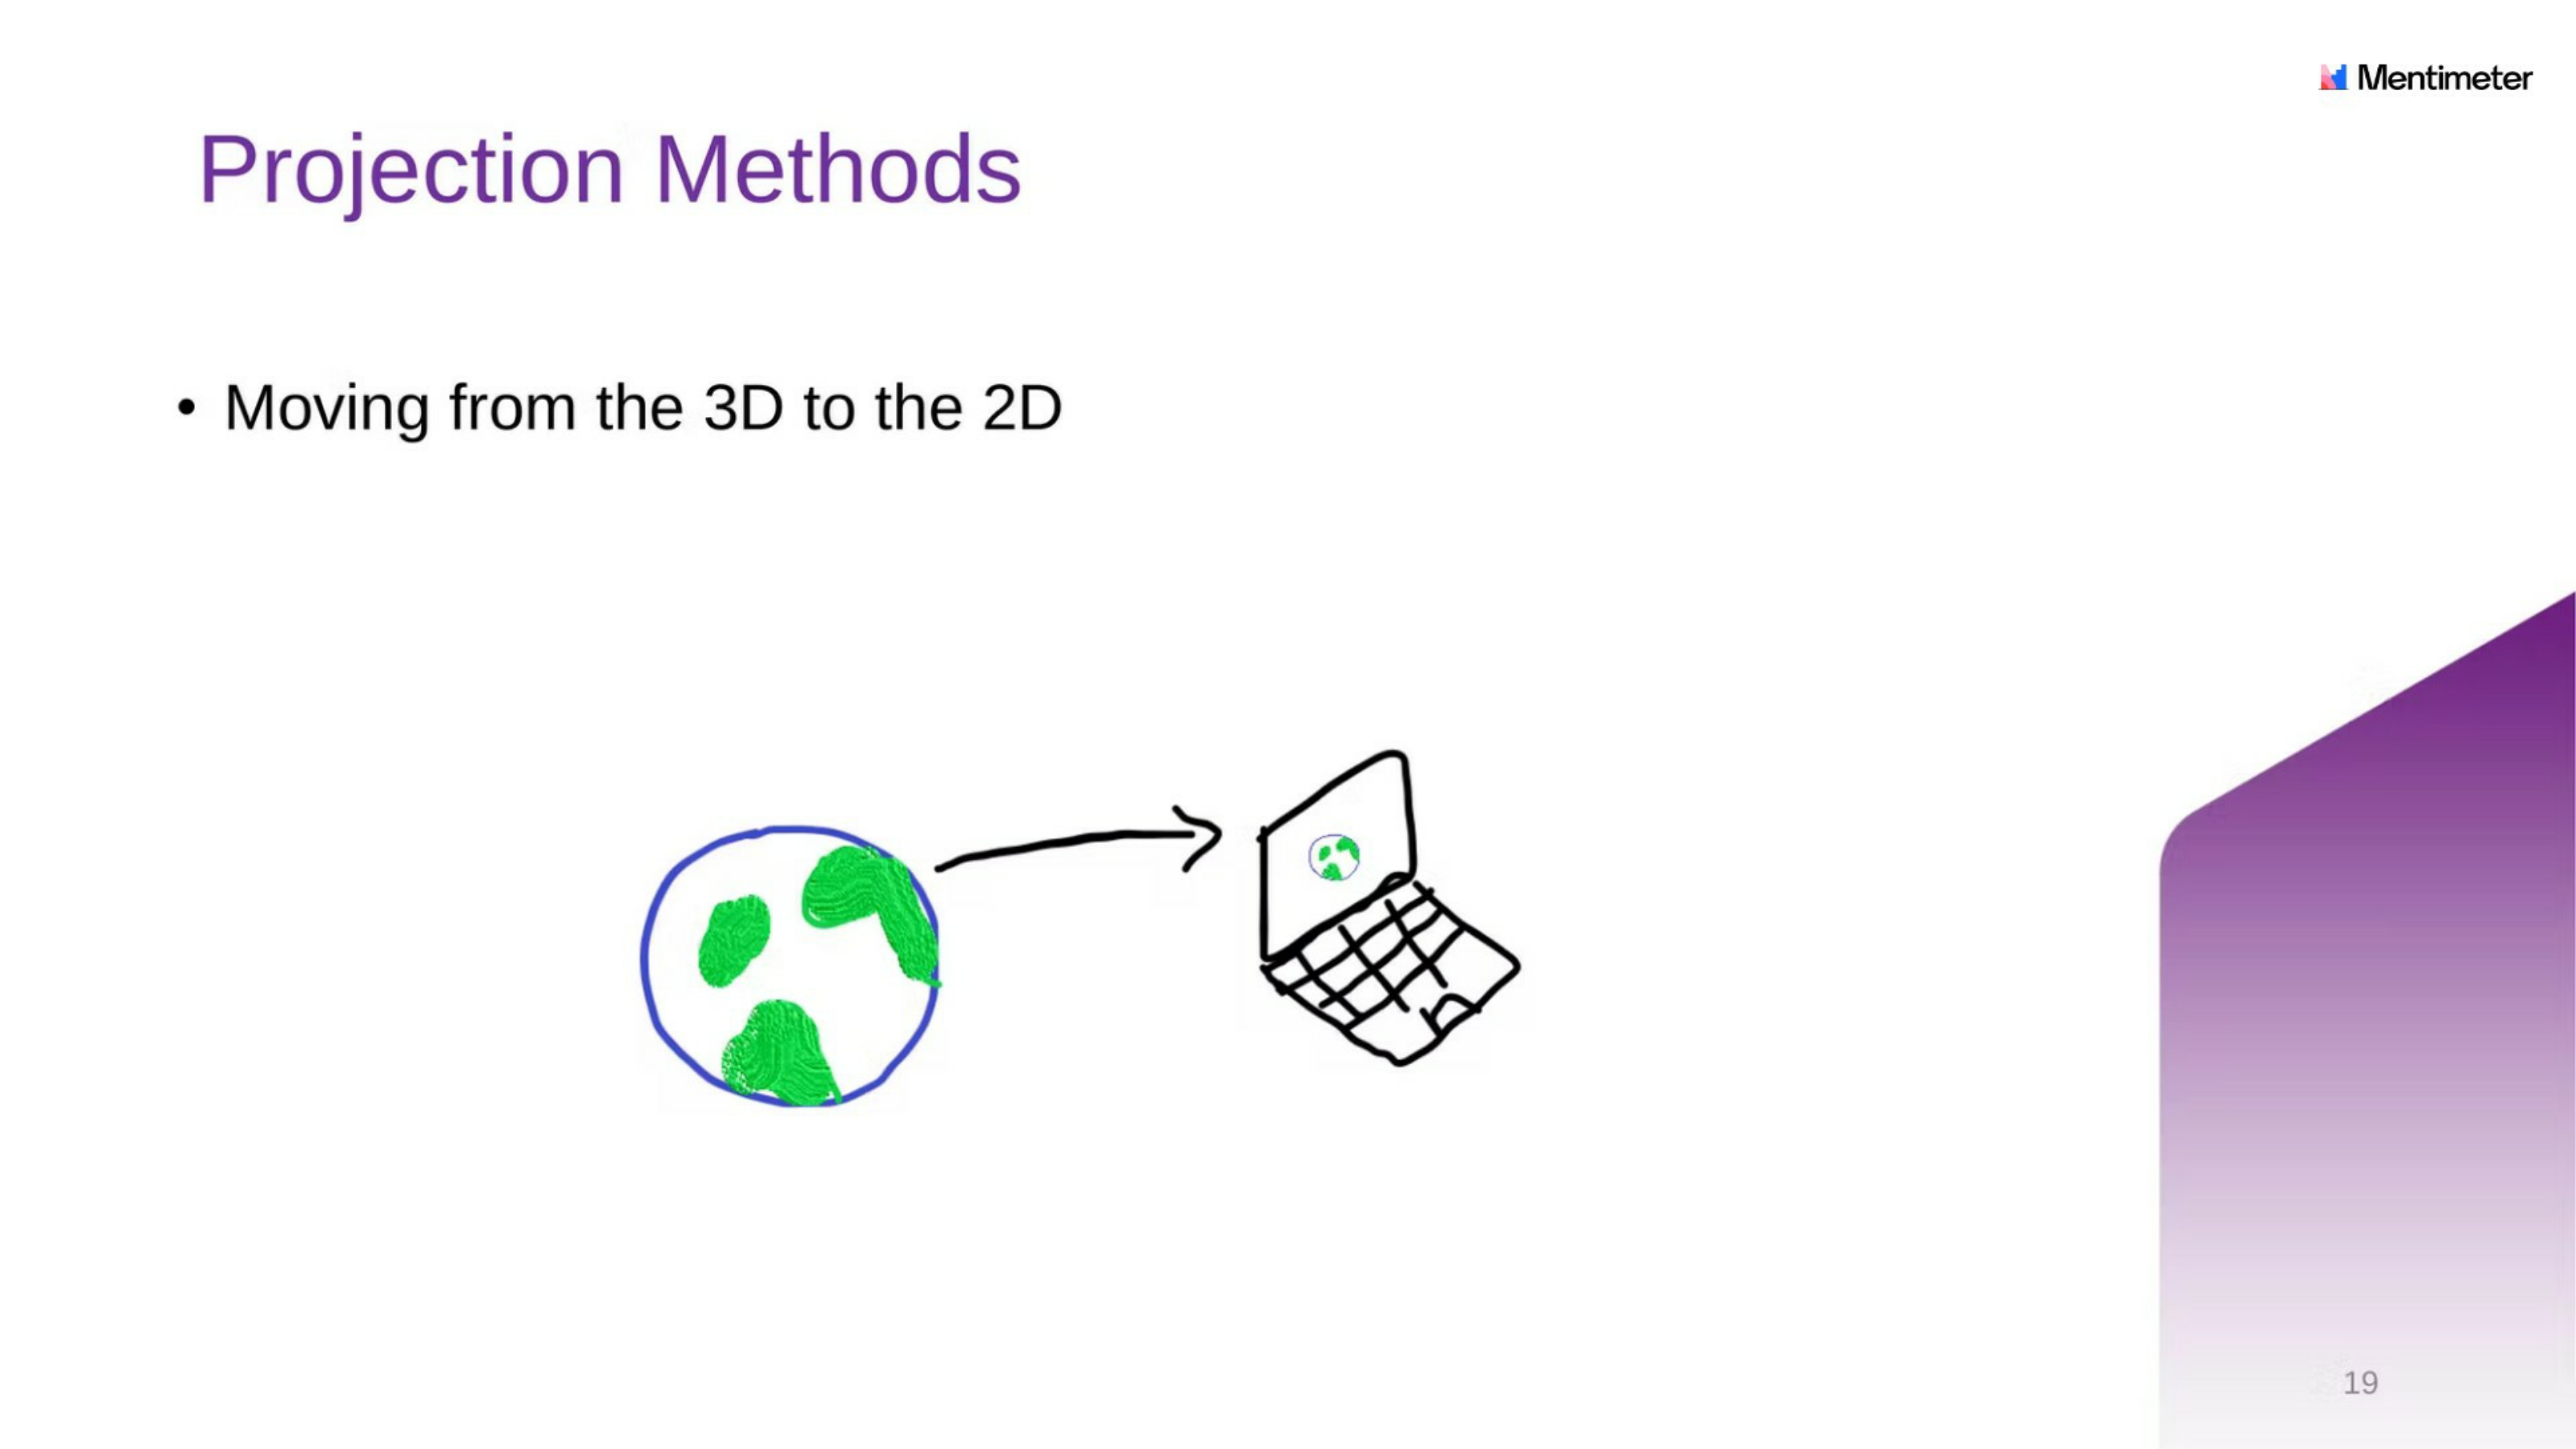 Mentimeter
Projection Methods
• Moving from the 3D to the 2D
19